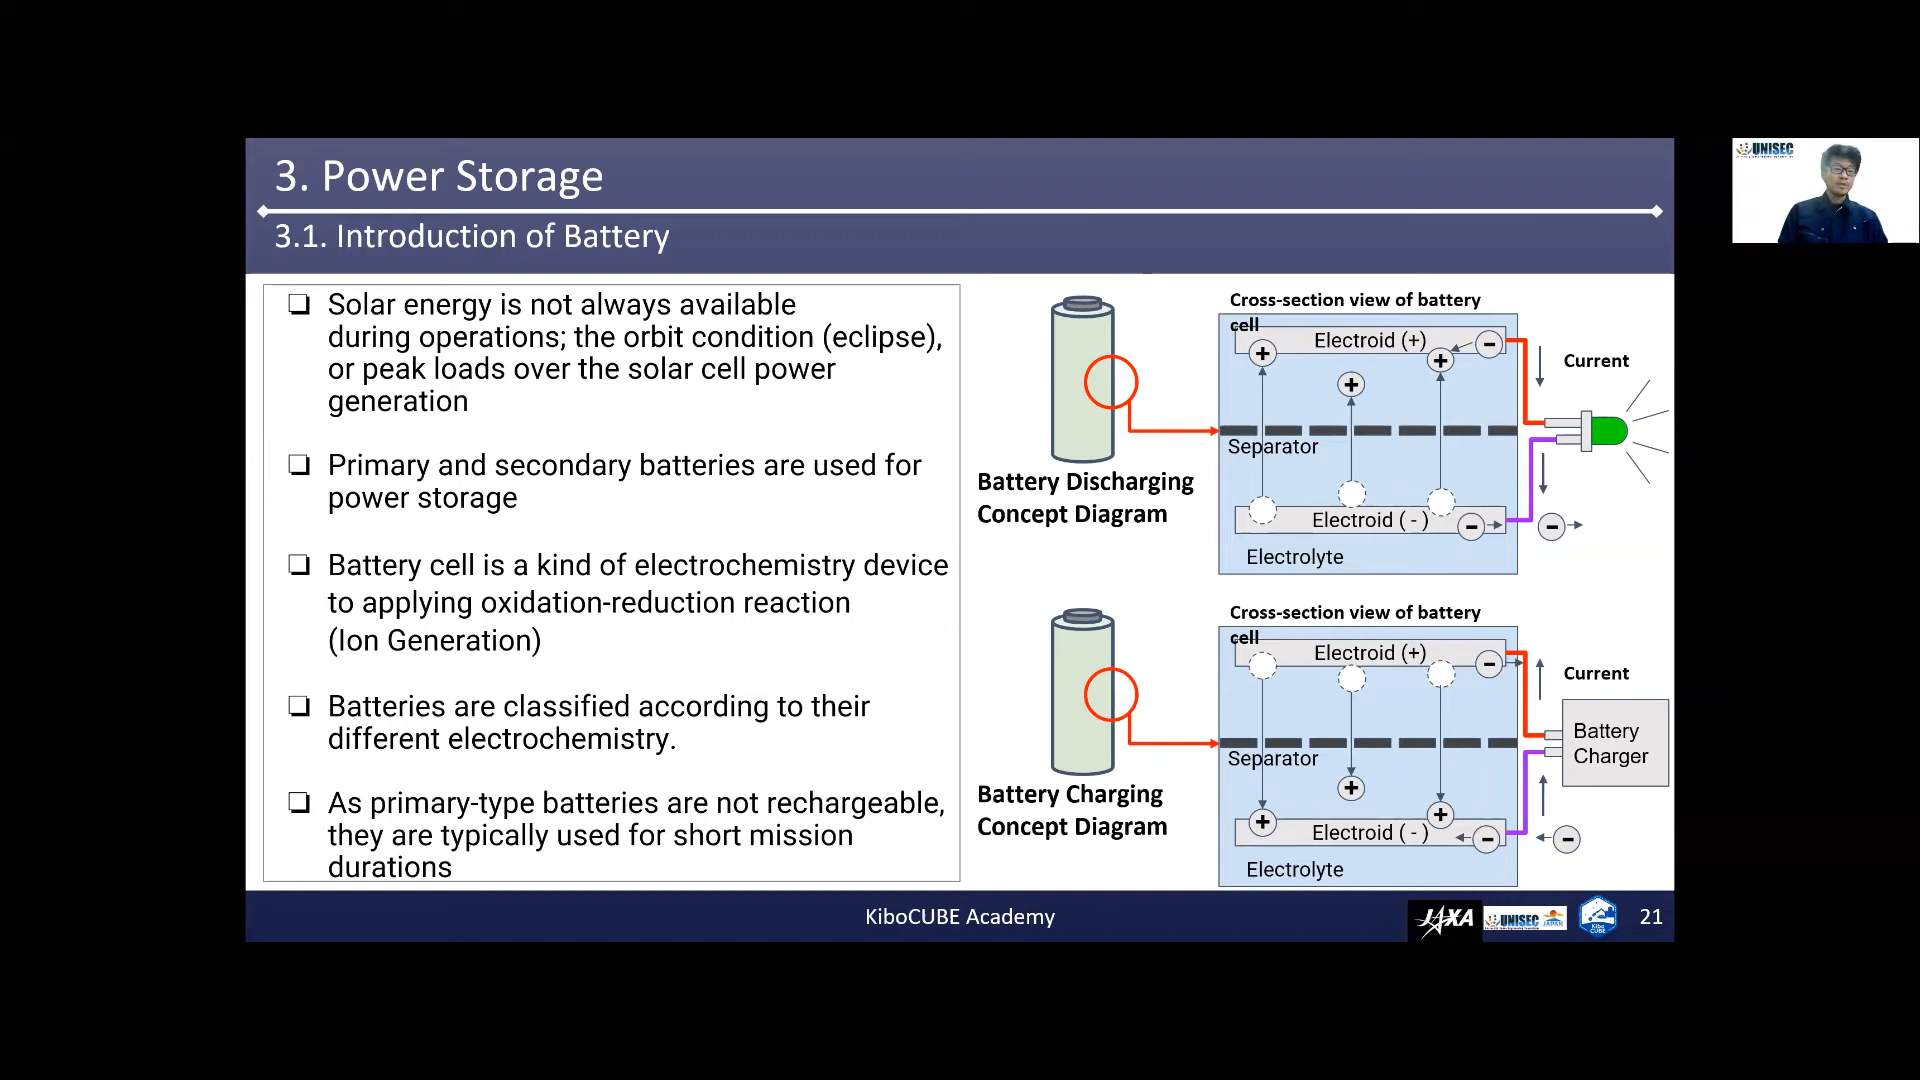 3. Power Storage
3.1. Introduction of Battery
UNISEC
❑ Solar energy is not always available
during operations; the orbit condition (eclipse),
or peak loads over the solar cell power
generation
❑ Primary and secondary batteries are used for
power storage
❑ Battery cell is a kind of electrochemistry device
to applying oxidation-reduction reaction
(Ion Generation)
❑ Batteries are classified according to their
different electrochemistry.
❑ As primary-type batteries are not rechargeable,
they are typically used for short mission
durations
Battery Discharging
Concept Diagram
Cross-section view of battery
cell
Electroid (+)
+
+
+
−
Separator
Electroid ( - )
−
−
Electrolyte
Current
Battery Charging
Concept Diagram
Cross-section view of battery
cell
Electroid (+)
−
Separator
+
+
+
Electroid ( - )
−
−
Electrolyte
Current
Battery
Charger
KiboCUBE Academy
JAXA
UNISEC
JAPAN
Kibo
CUBE
21